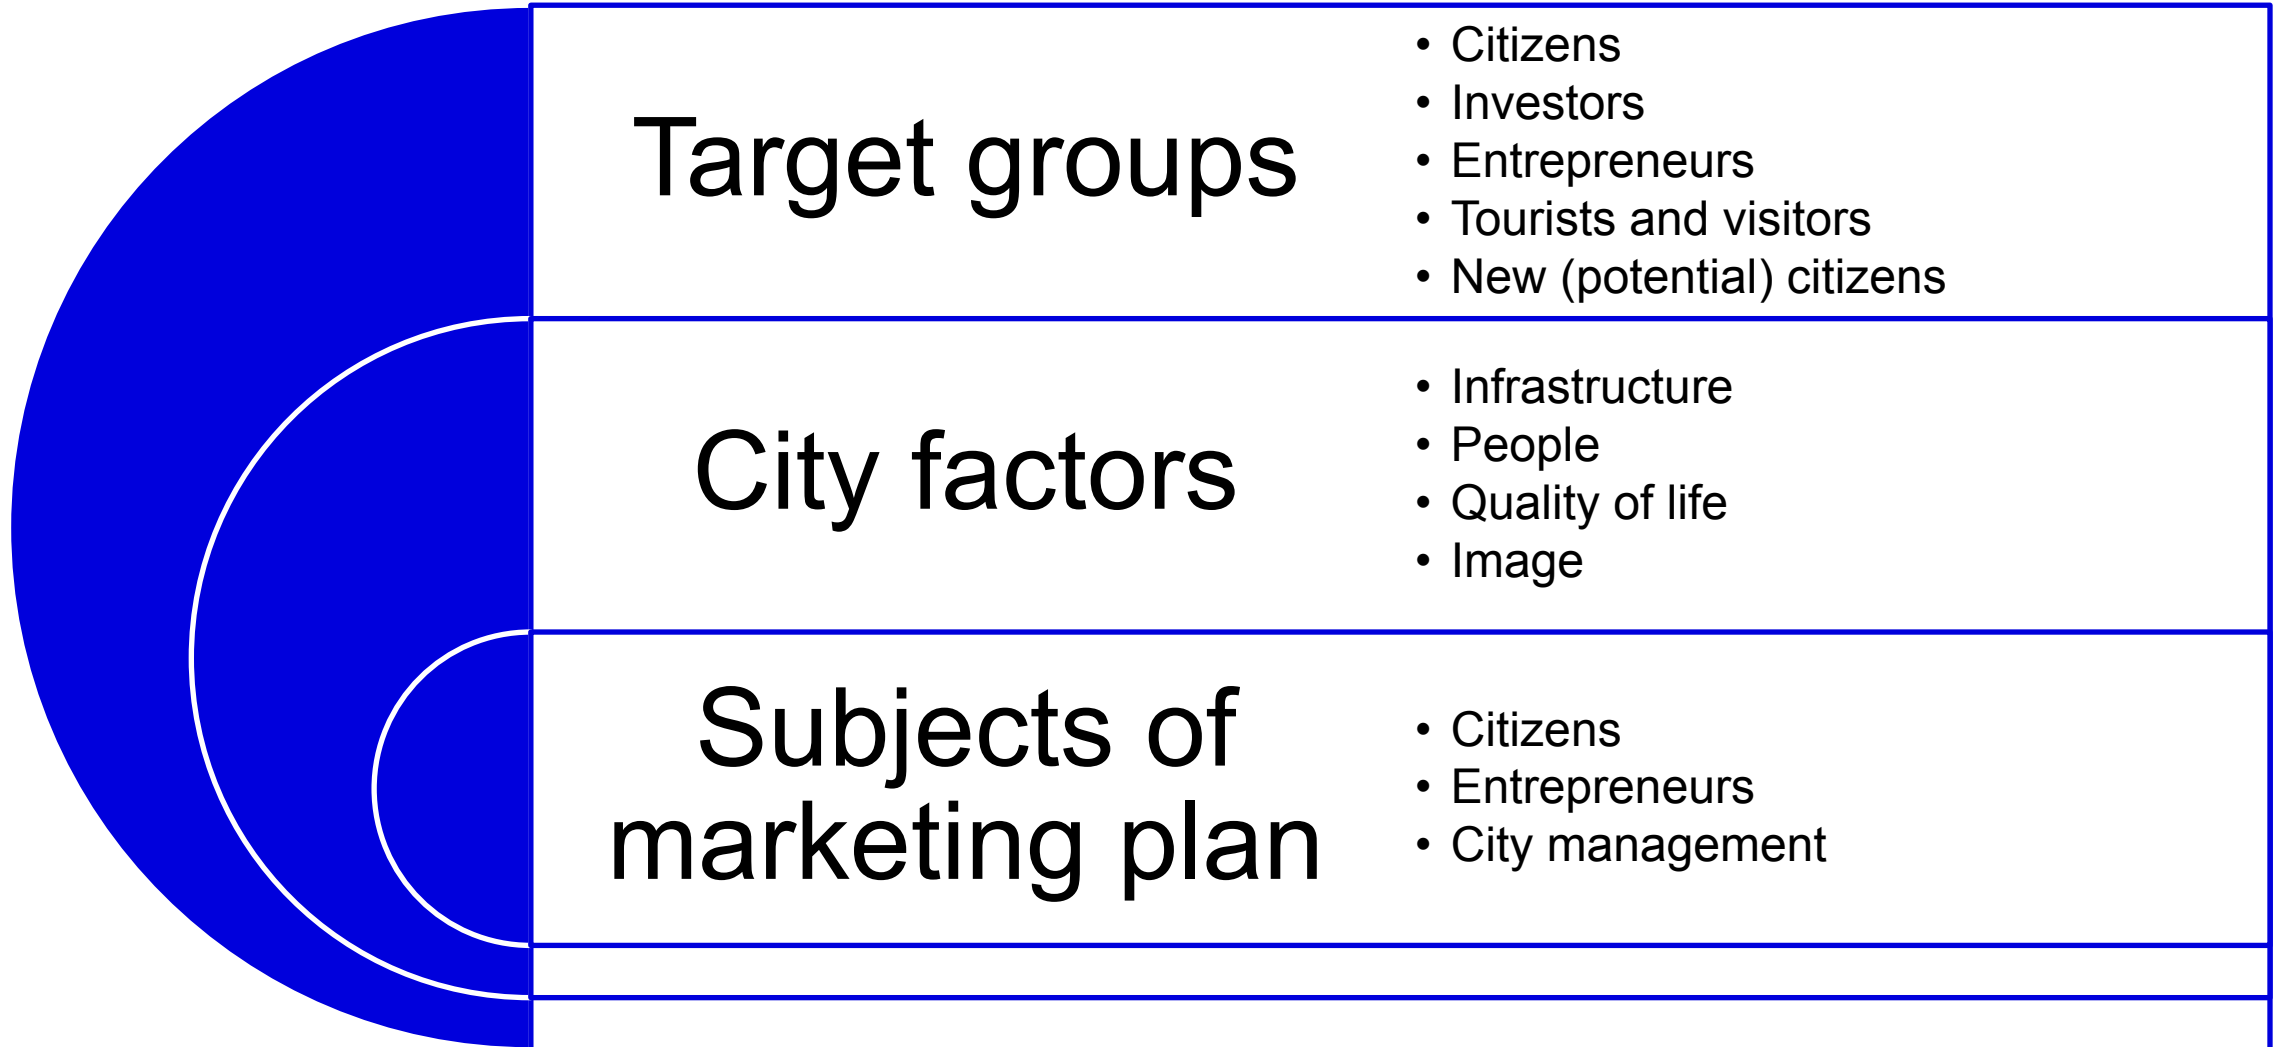 Target groups
• Citizens
• Investors
• Entrepreneurs
• Tourists and visitors
• New (potential) citizens
City factors
• Infrastructure
• People
• Quality of life
• Image
Subjects of
marketing plan
• Citizens
• Entrepreneurs
• City management